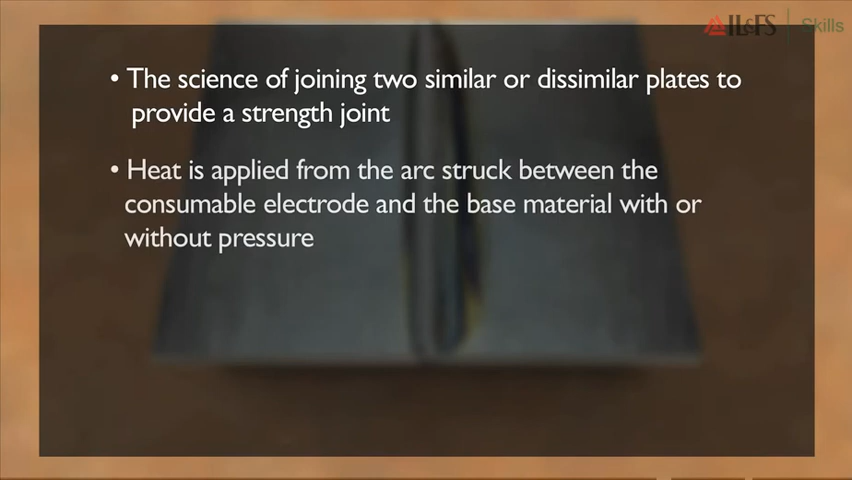 IL&FS Skills
• The science of joining two similar or dissimilar plates to
provide a strength joint
• Heat is applied from the arc struck between the
consumable electrode and the base material with or
without pressure